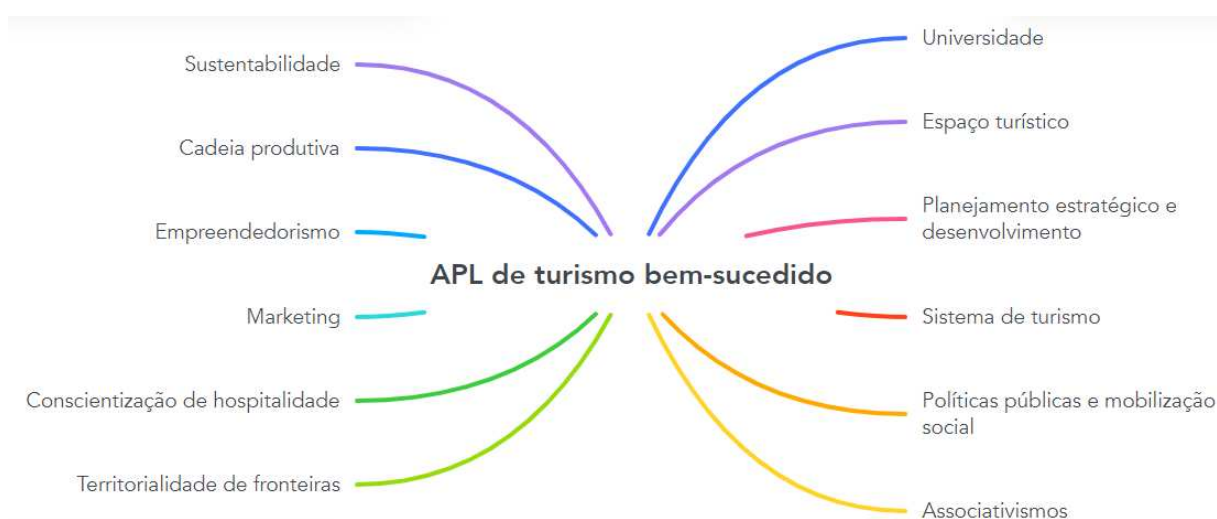 Sustentabilidade
Cadeia produtiva
Empreendedorismo
Marketing
Conscientização de hospitalidade
Territorialidade de fronteiras
APL de turismo bem-sucedido
Universidade
Espaço turístico
Planejamento estratégico e
desenvolvimento
Sistema de turismo
Políticas públicas e mobilização
social
Associativismos